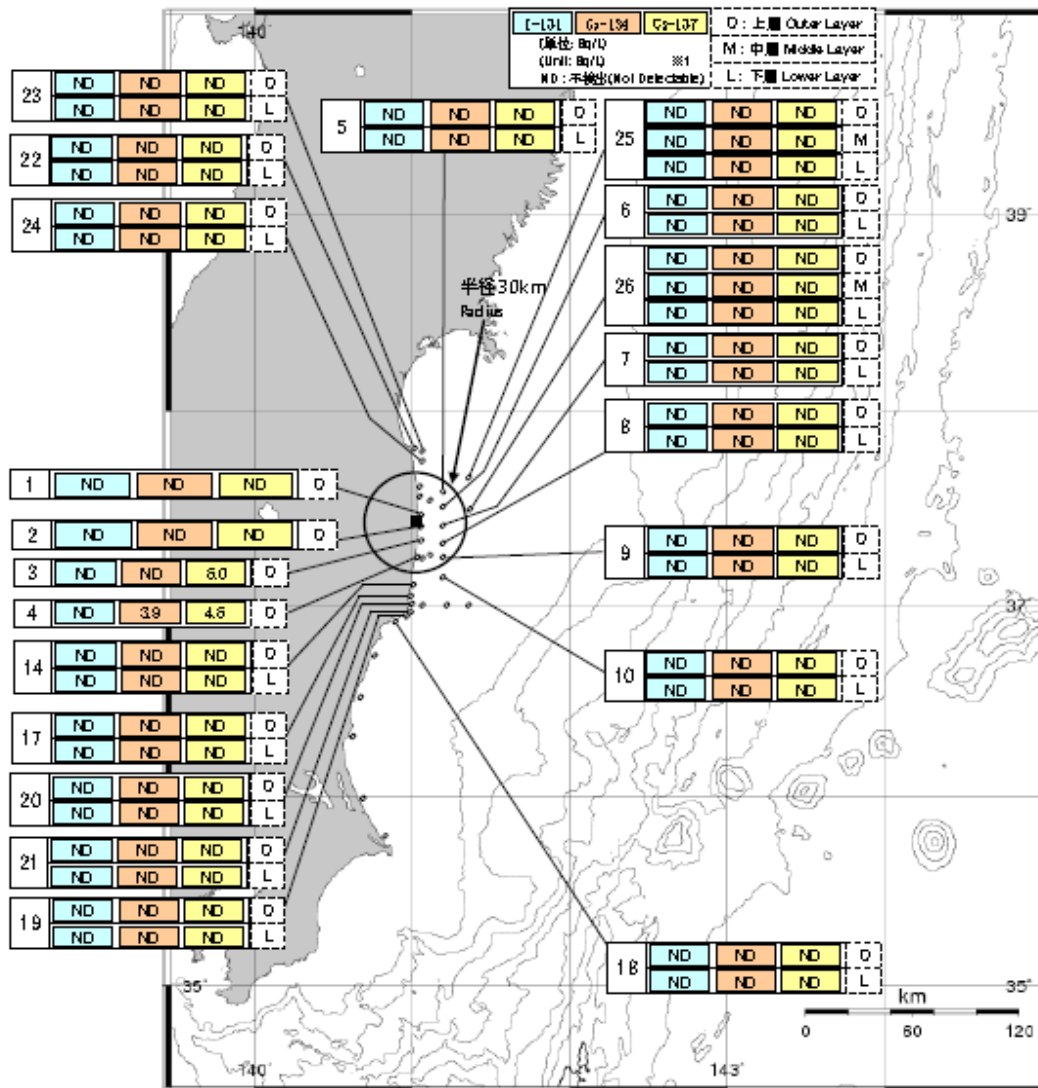 140°
I-131 Cs-134 Cs-137
(単位: Bq/L)
(Unit: Bq/L) ※1
ND : 不検出(Not Detectable)
O : 上層 Outer Layer
M : 中層 Middle Layer
L : 下層 Lower Layer
23 ND ND ND O
ND ND ND L
22 ND ND ND O
ND ND ND L
24 ND ND ND O
ND ND ND L
5 ND ND ND O
ND ND ND L
25 ND ND ND O
ND ND ND M
ND ND ND L
6 ND ND ND O
ND ND ND L
39°
26 ND ND ND O
ND ND ND M
ND ND ND L
半径30km
Radius
7 ND ND ND O
ND ND ND L
8 ND ND ND O
ND ND ND L
1 ND ND ND O
2 ND ND ND O
3 ND ND O
4 ND 3.9 O
9 ND ND ND O
ND ND ND L
37°
14 ND ND ND O
ND ND ND L
10 ND ND ND O
ND ND ND L
17 ND ND ND O
ND ND ND L
20 ND ND ND O
ND ND ND L
21 ND ND ND O
ND ND ND L
19 ND ND ND O
ND ND ND L
18 ND ND ND O
ND ND ND L
35°
35°
km
0 60 120
140°
143°